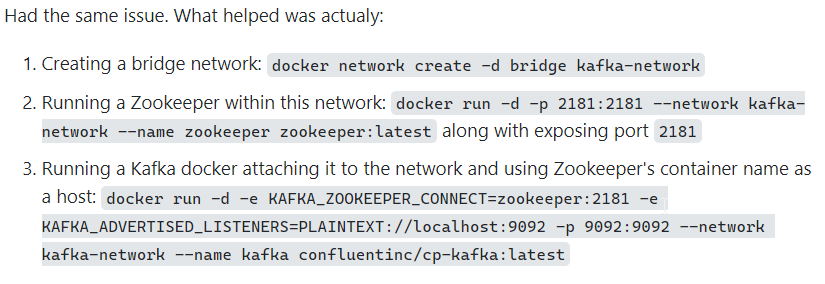 Had the same issue. What helped was actualy:
1. Creating a bridge network: docker network create -d bridge kafka-network
2. Running a Zookeeper within this network: docker run -d -p 2181:2181 --network kafka-
network --name zookeeper zookeeper:latest along with exposing port 2181
3. Running a Kafka docker attaching it to the network and using Zookeeper's container name as
a host: docker run -d -e KAFKA_ZOOKEEPER_CONNECT=zookeeper:2181 -e
KAFKA_ADVERTISED_LISTENERS=PLAINTEXT://localhost:9092 -p 9092:9092 --network
kafka-network --name kafka confluentinc/cp-kafka:latest